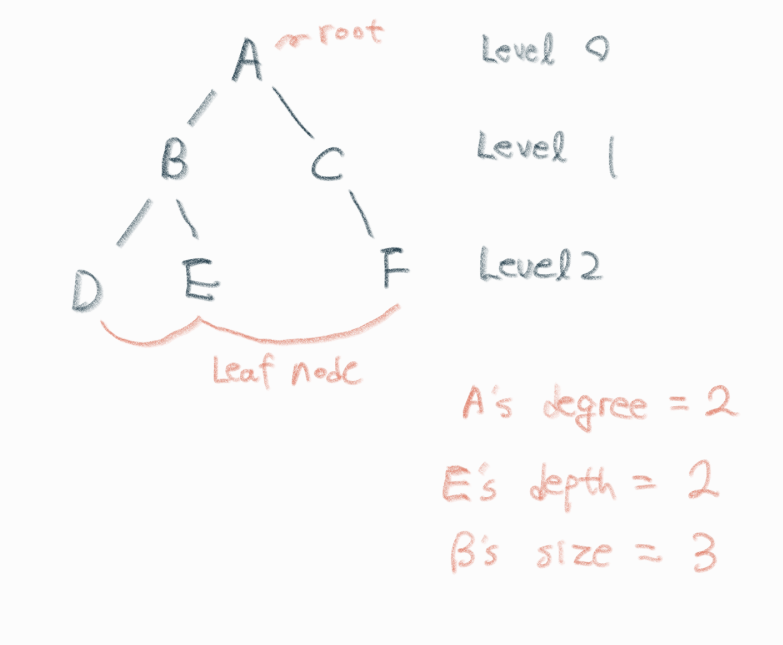 A root Level 0
B C Level 1
D E F Level 2
Leaf node
A's degree = 2
E's depth = 2
B's size = 3